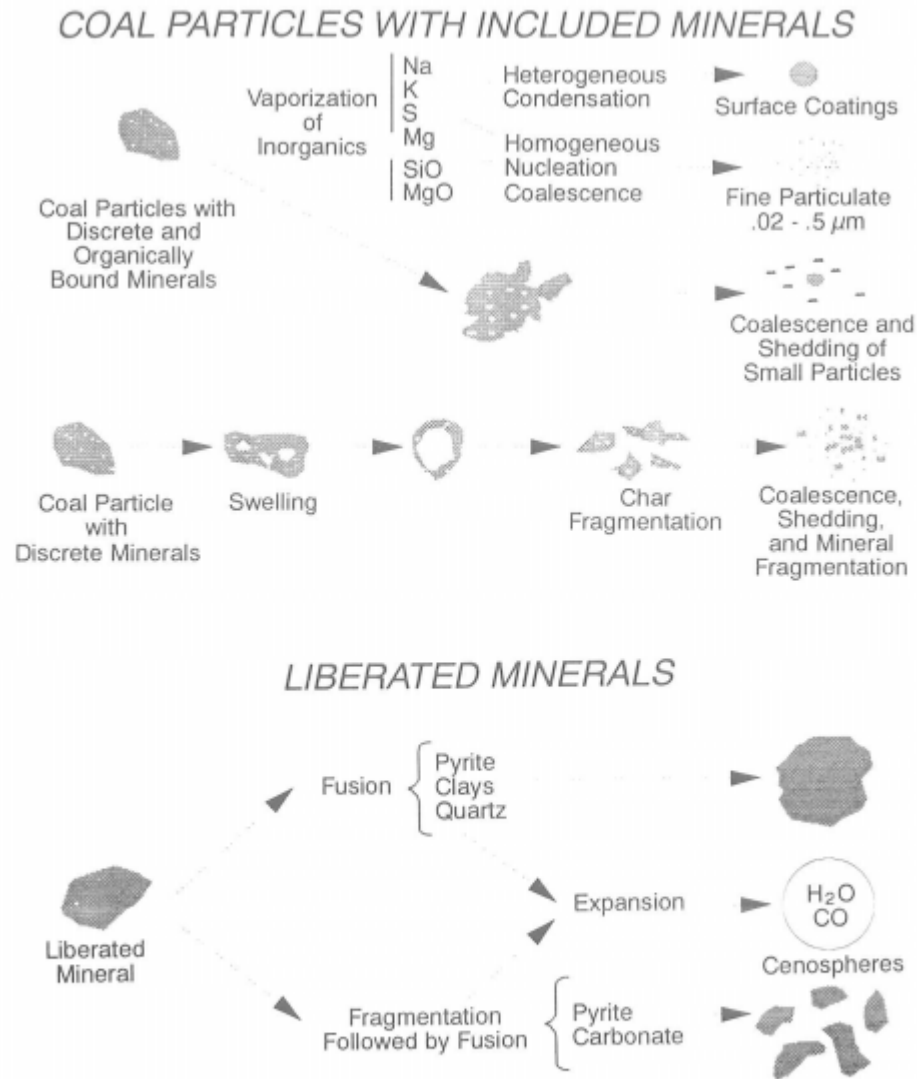 COAL PARTICLES WITH INCLUDED MINERALS
Vaporization
of
Inorganics
Na
K
S
Mg
SiO
MgO
Heterogeneous
Condensation
Surface Coatings
Homogeneous
Nucleation
Coalescence
Fine Particulate
.02 - .5 µm
Coal Particles with
Discrete and
Organically
Bound Minerals
Coalescence and
Shedding of
Small Particles
Coal Particle
with
Discrete Minerals
Swelling
Char
Fragmentation
Coalescence,
Shedding,
and Mineral
Fragmentation
LIBERATED MINERALS
Liberated
Mineral
Fusion
Pyrite
Clays
Quartz
Expansion
H₂O
CO
Cenospheres
Fragmentation
Followed by Fusion
Pyrite
Carbonate